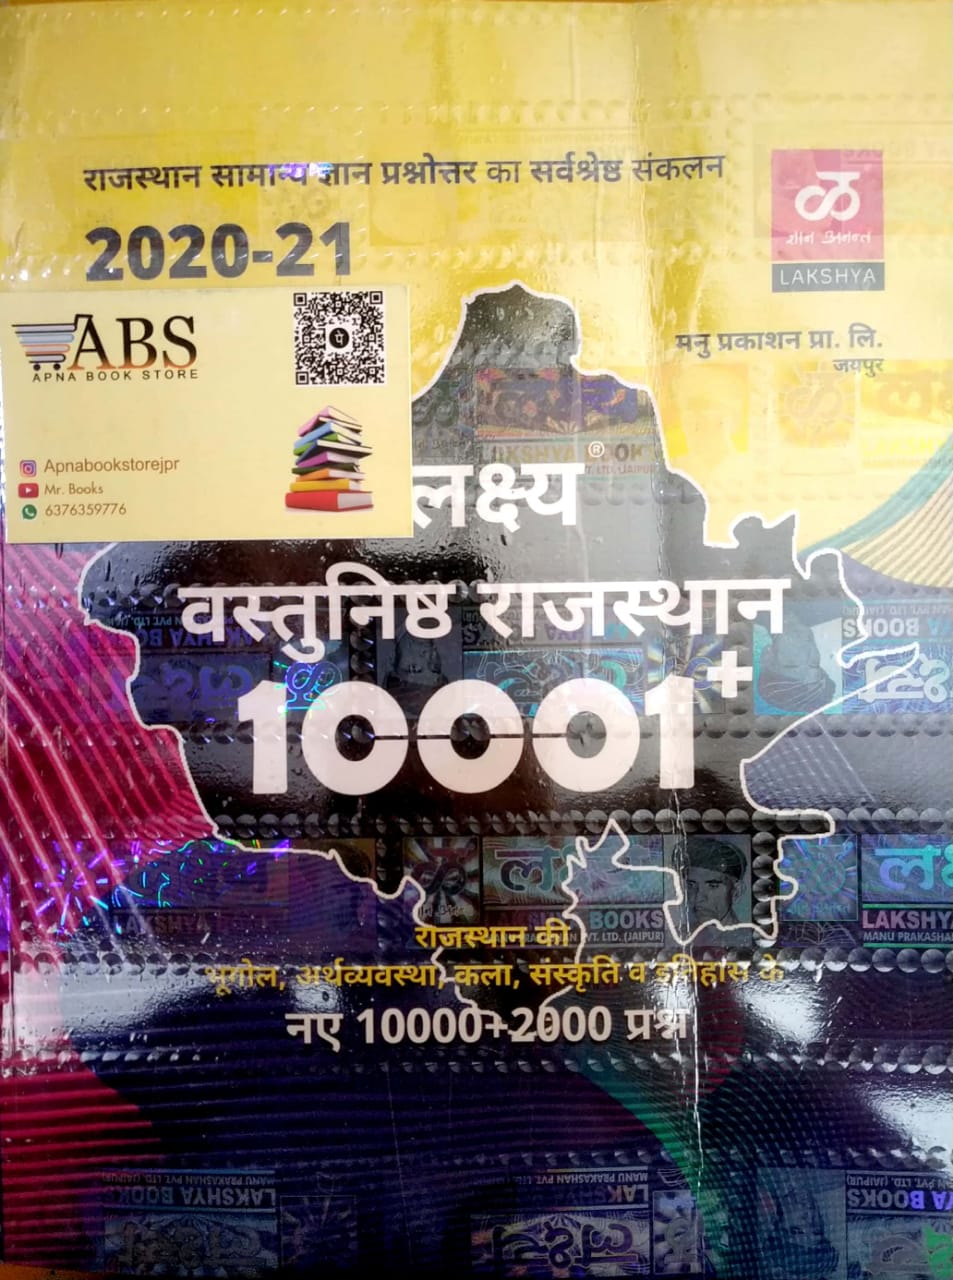 राजस्थान सामान्य ज्ञान प्रश्नोत्तर का सर्वश्रेष्ठ संकलन
2020-21
ळ
ज्ञान अनन्त
LAKSHYA
मनु प्रकाशन प्रा. लि.
जयपुर
ABS
APNA BOOK STORE
पे
Apnabookstorejpr
Mr. Books
6376359776
लक्ष्य®
वस्तुनिष्ठ राजस्थान
10001+
राजस्थान की
भूगोल, अर्थव्यवस्था, कला, संस्कृति व इतिहास के
नए 10000+2000 प्रश्न